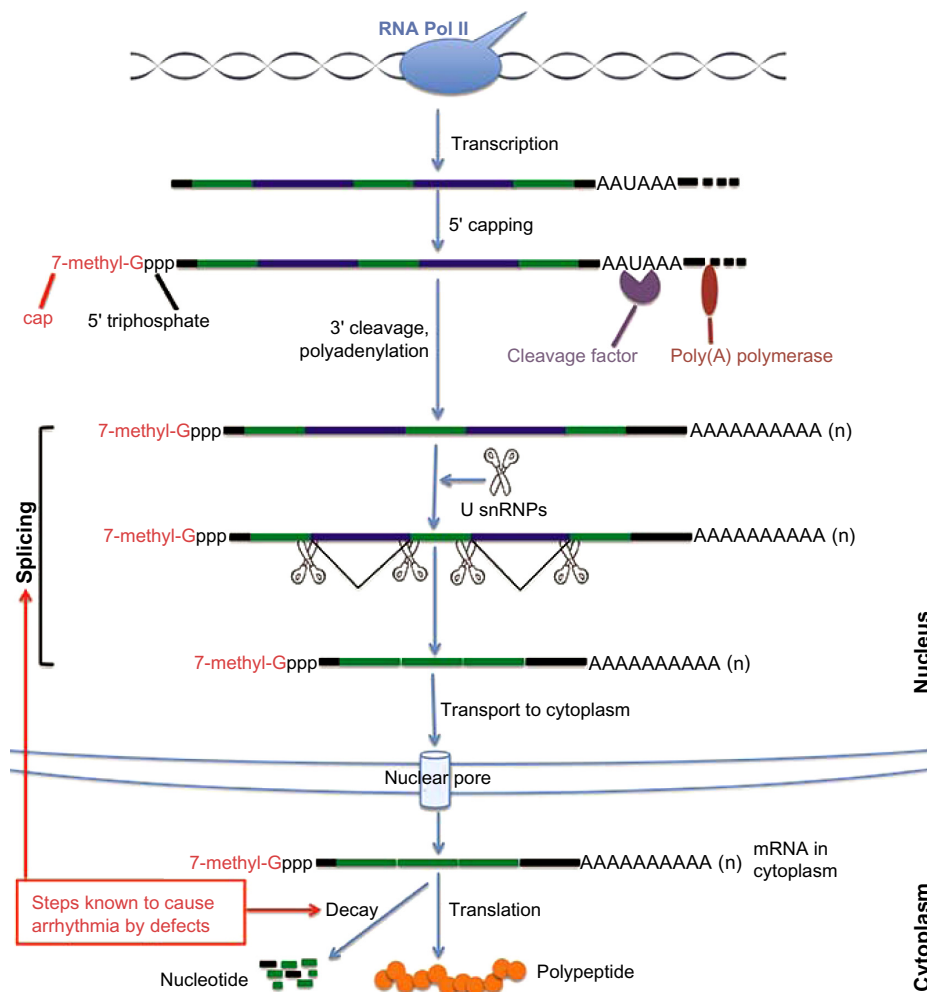 RNA Pol II
Transcription
AAUAAA
5' capping
7-methyl-Gppp
AAUAAA
cap
5' triphosphate
3' cleavage,
polyadenylation
Cleavage factor
Poly(A) polymerase
7-methyl-Gppp
AAAAAAAAAA (n)
U snRNPs
Splicing
7-methyl-Gppp
AAAAAAAAAA (n)
7-methyl-Gppp
AAAAAAAAAA (n)
Nucleus
Transport to cytoplasm
Nuclear pore
7-methyl-Gppp
AAAAAAAAAA (n)
mRNA in
cytoplasm
Steps known to cause
arrhythmia by defects
Decay
Translation
Cytoplasm
Nucleotide
Polypeptide